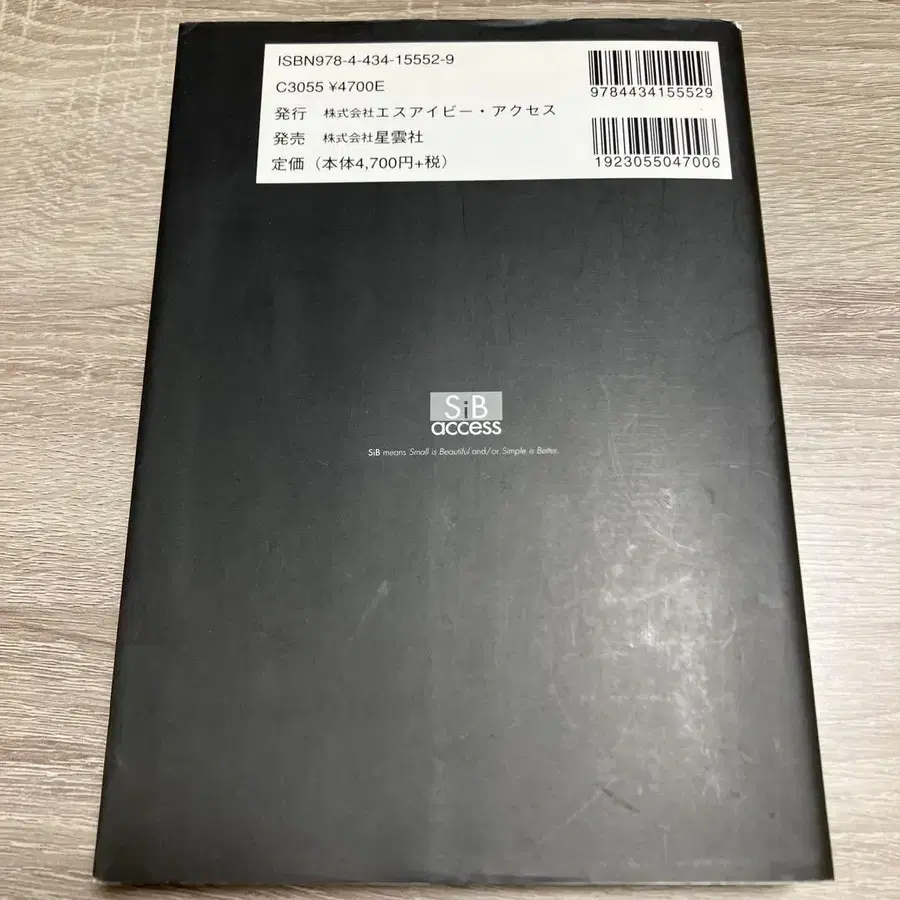 ISBN978-4-434-15552-9
C3055 ¥4700E
発行 株式会社エスアイビー・アクセス
発売 株式会社星雲社
定価（本体4,700円+税）
9784434155529
1923055047006
SiB
access
SiB means Small is Beautiful and/or Simple is Better.